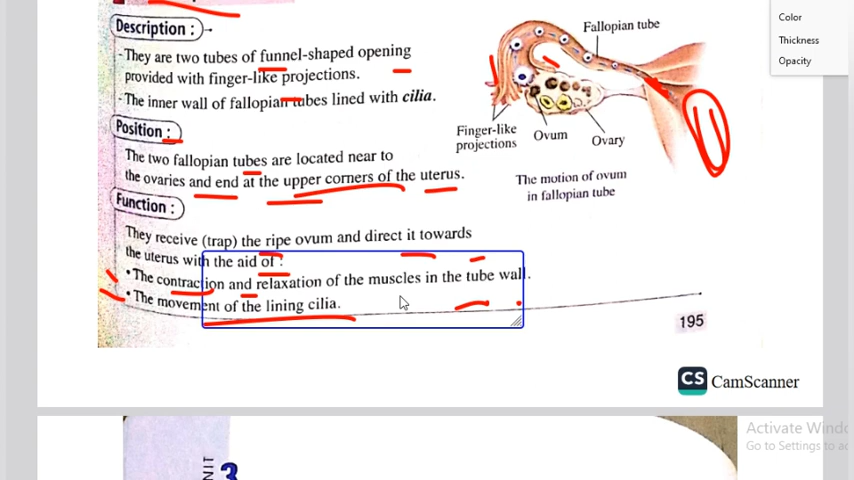 Color
Thickness
Opacity
Description :
- They are two tubes of funnel-shaped opening
provided with finger-like projections.
- The inner wall of fallopian tubes lined with cilia.
Fallopian tube
Finger-like
projections
Ovum
Ovary
The motion of ovum
in fallopian tube
Position :
The two fallopian tubes are located near to
the ovaries and end at the upper corners of the uterus.
Function :
They receive (trap) the ripe ovum and direct it towards
the uterus with the aid of :
• The contraction and relaxation of the muscles in the tube wall.
• The movement of the lining cilia.
195
CS CamScanner
Activate Windo
Go to Settings to ac
NIT
3